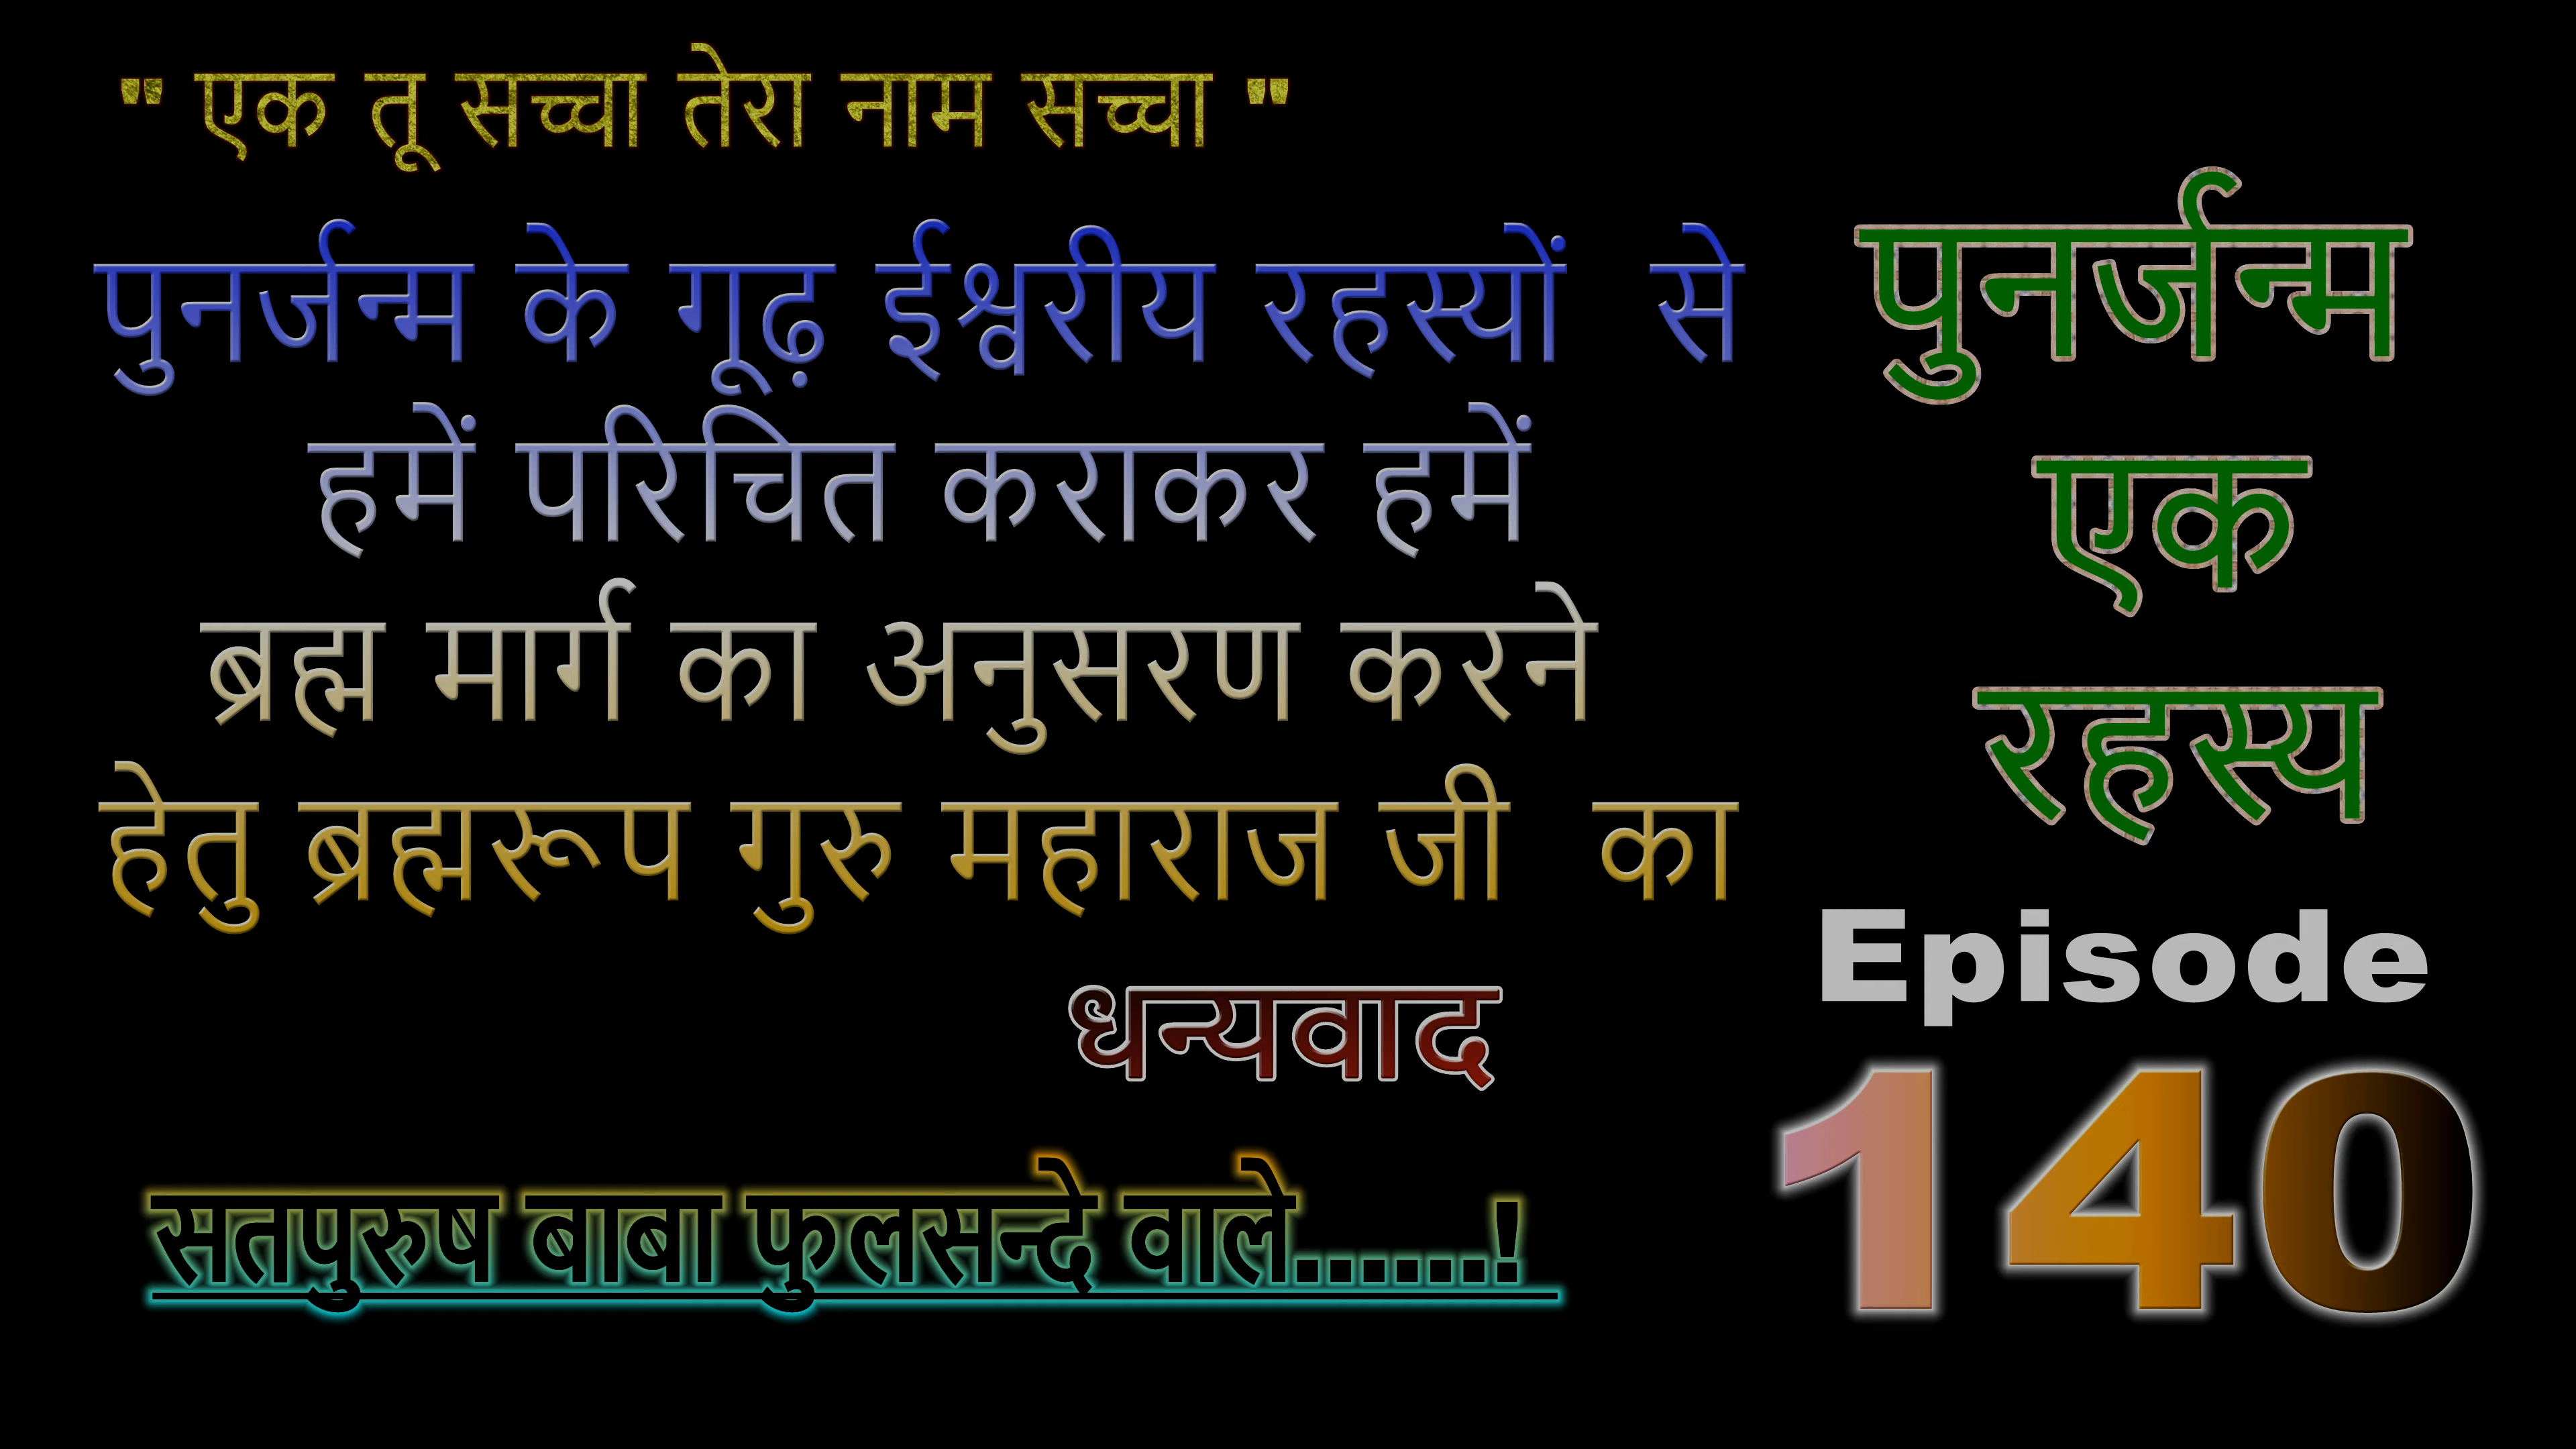 " एक तू सच्चा तेरा नाम सच्चा "
पुनर्जन्म के गूढ़ ईश्वरीय रहस्यों से
हमें परिचित कराकर हमें
ब्रह्म मार्ग का अनुसरण करने
हेतु ब्रह्मरूप गुरु महाराज जी का
धन्यवाद
सतपुरुष बाबा फुलसन्दे वाले......!
पुनर्जन्म
एक
रहस्य
Episode
140